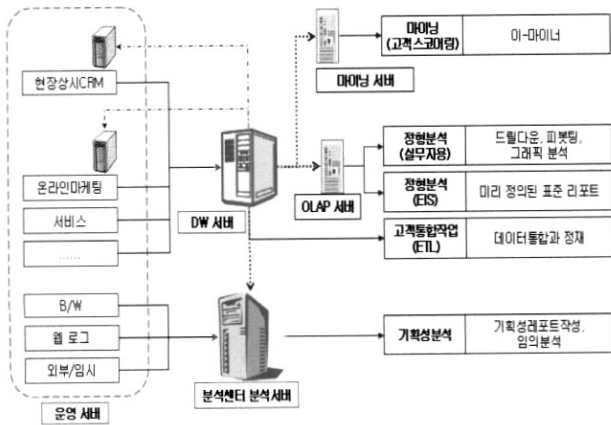 현장상시CRM
온라인마케팅
서비스
......
B/W
웹 로그
외부/임시
운영 서버
DW 서버
분석센터 분석서버
마이닝 서버
OLAP 서버
마이닝
(고객스코어링)
이-마이너
정형분석
(실무자용)
드릴다운, 피봇팅,
그래픽 분석
정형분석
(EIS)
미리 정의된 표준 리포트
고객통합작업
(ETL)
데이터통합과 정재
기획성분석
기획성레포트작성,
임의분석